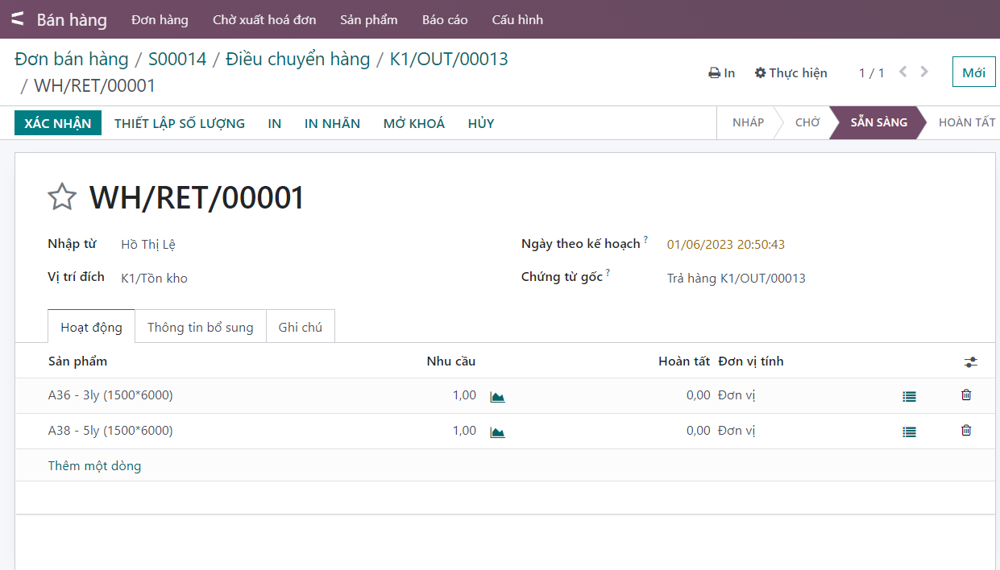 Bán hàng Đơn hàng Chờ xuất hoá đơn Sản phẩm Báo cáo Cấu hình
Đơn bán hàng / S00014 / Điều chuyển hàng / K1/OUT/00013
/ WH/RET/00001
In Thực hiện 1 / 1 Mới
XÁC NHẬN THIẾT LẬP SỐ LƯỢNG IN IN NHÃN MỞ KHOÁ HỦY NHÁP CHỜ SẴN SÀNG HOÀN TẤT
WH/RET/00001
Nhập từ Hồ Thị Lệ Ngày theo kế hoạch ? 01/06/2023 20:50:43
Vị trí đích K1/Tồn kho Chứng từ gốc ? Trả hàng K1/OUT/00013
Hoạt động Thông tin bổ sung Ghi chú
Sản phẩm Nhu cầu Hoàn tất Đơn vị tính
A36 - 3ly (1500*6000) 1,00 0,00 Đơn vị
A38 - 5ly (1500*6000) 1,00 0,00 Đơn vị
Thêm một dòng